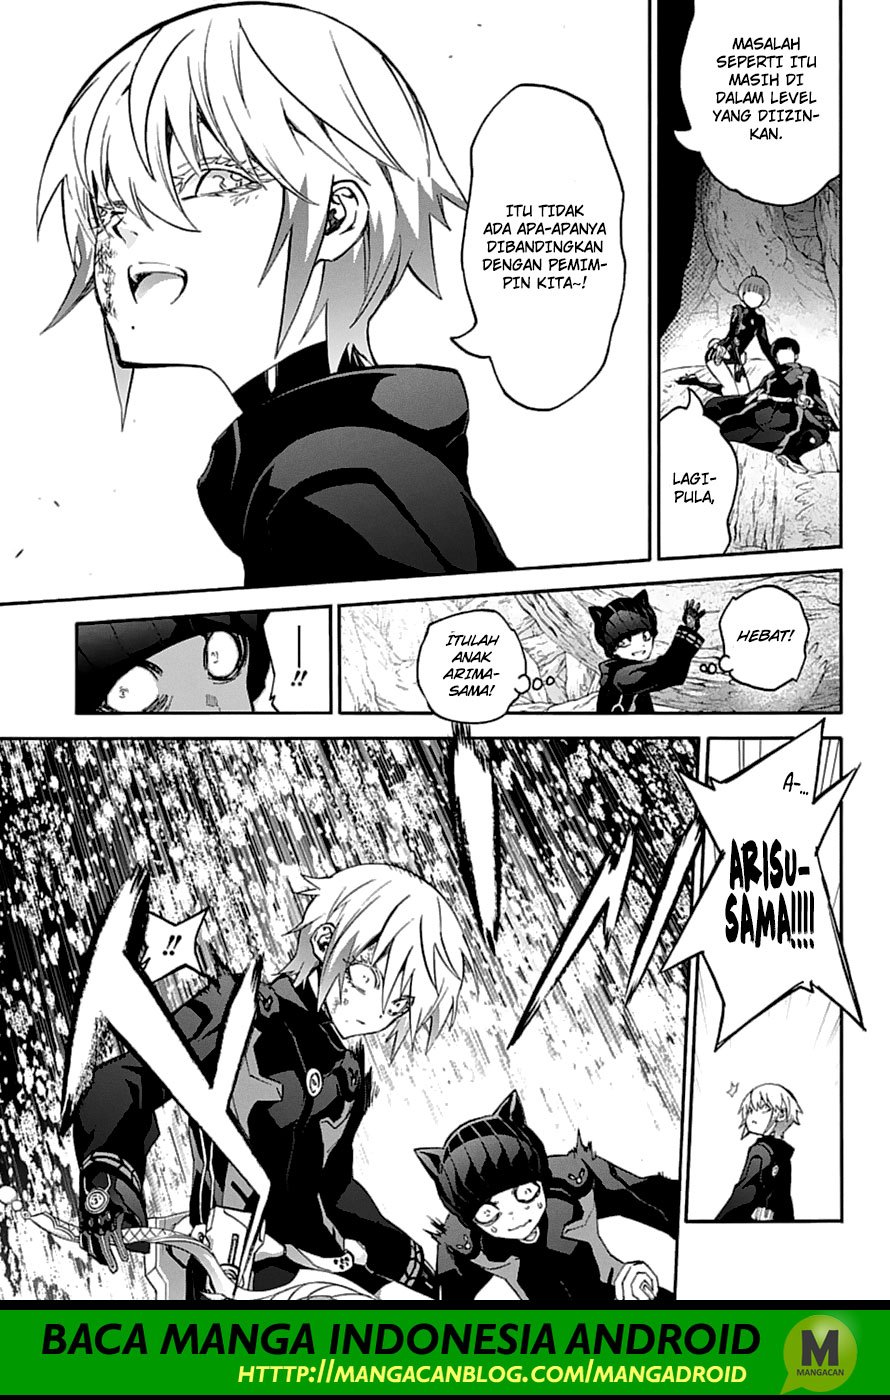 MASALAH
SEPERTI ITU
MASIH DI
DALAM LEVEL
YANG DIIZIN-
KAN.
LAGI-
PULA,
ITU TIDAK
ADA APA-APANYA
DIBANDINGKAN
DENGAN PEMIM-
PIN KITA~!
HEBAT!
ITULAH
ANAK
ARIMA-
SAMA!
!!
A-...
ARISU-
SAMA!!!!
!!
BACA MANGA INDONESIA ANDROID
HTTTP://MANGACANBLOG.COM/MANGADROID
M
MANGACAN